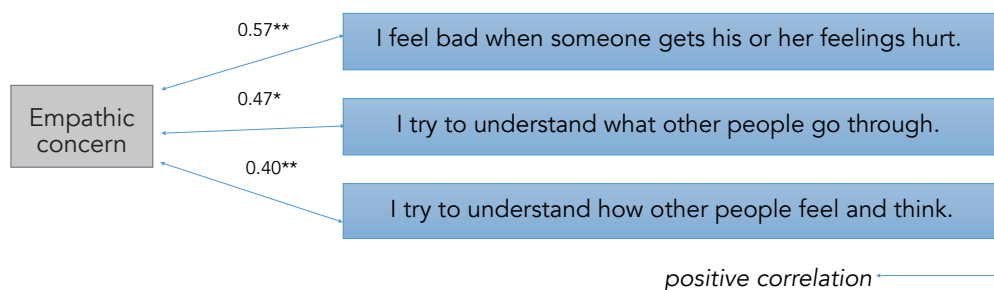 0.57**
I feel bad when someone gets his or her feelings hurt.
Empathic
concern
0.47*
I try to understand what other people go through.
0.40**
I try to understand how other people feel and think.
positive correlation